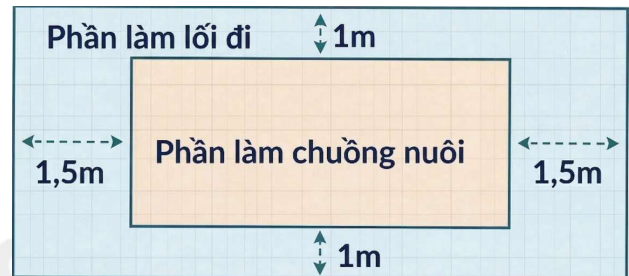 Phần làm lối đi
1m
Phần làm chuồng nuôi
1,5m
1,5m
1m